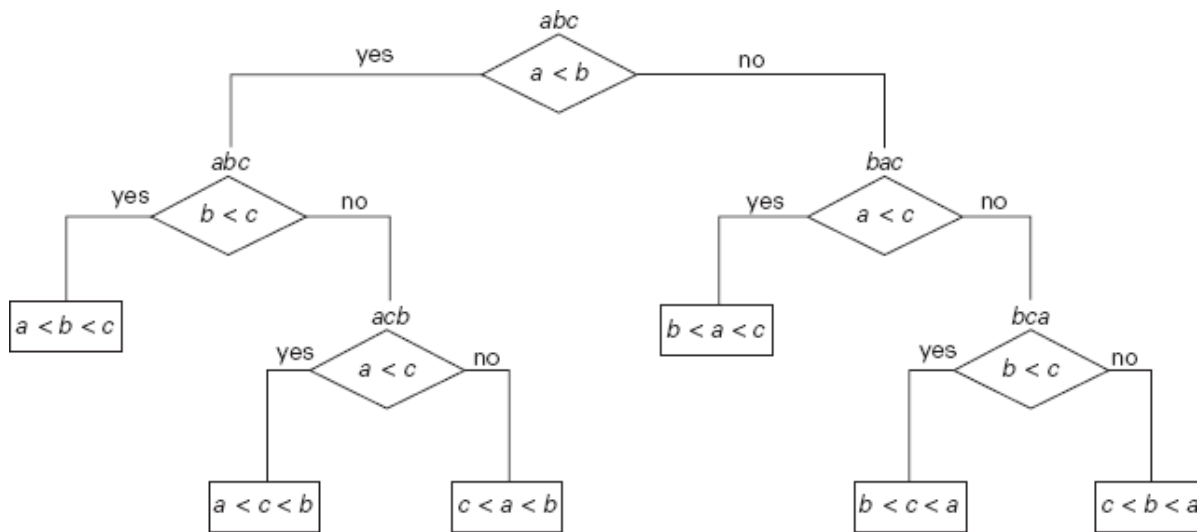 abc
yes
a < b
no
abc
bac
yes
b < c
no
yes
a < c
no
a < b < c
acb
b < a < c
bca
yes
a < c
no
yes
b < c
no
a < c < b
c < a < b
b < c < a
c < b < a